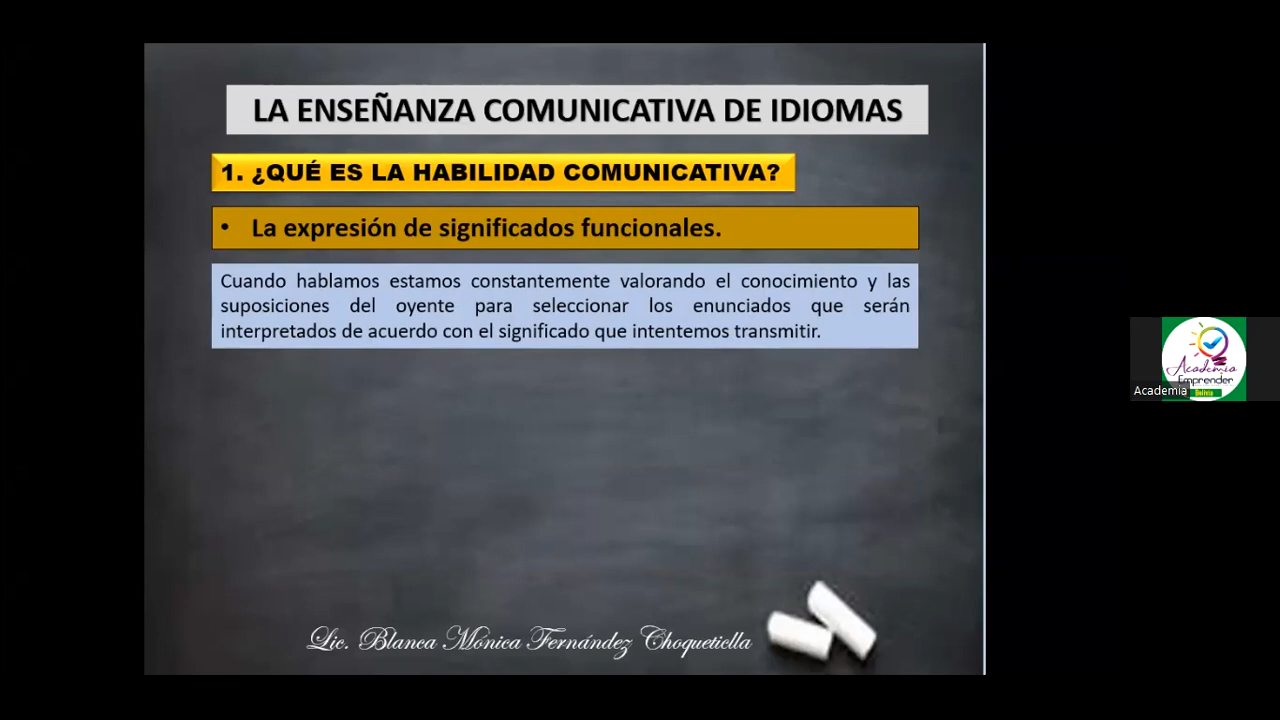 LA ENSEÑANZA COMUNICATIVA DE IDIOMAS
1. ¿QUÉ ES LA HABILIDAD COMUNICATIVA?
• La expresión de significados funcionales.
Cuando hablamos estamos constantemente valorando el conocimiento y las
suposiciones del oyente para seleccionar los enunciados que serán
interpretados de acuerdo con el significado que intentemos transmitir.
Academia
Emprender
Bolivia
Academia
Lic. Blanca Mónica Fernández Choqueticlla